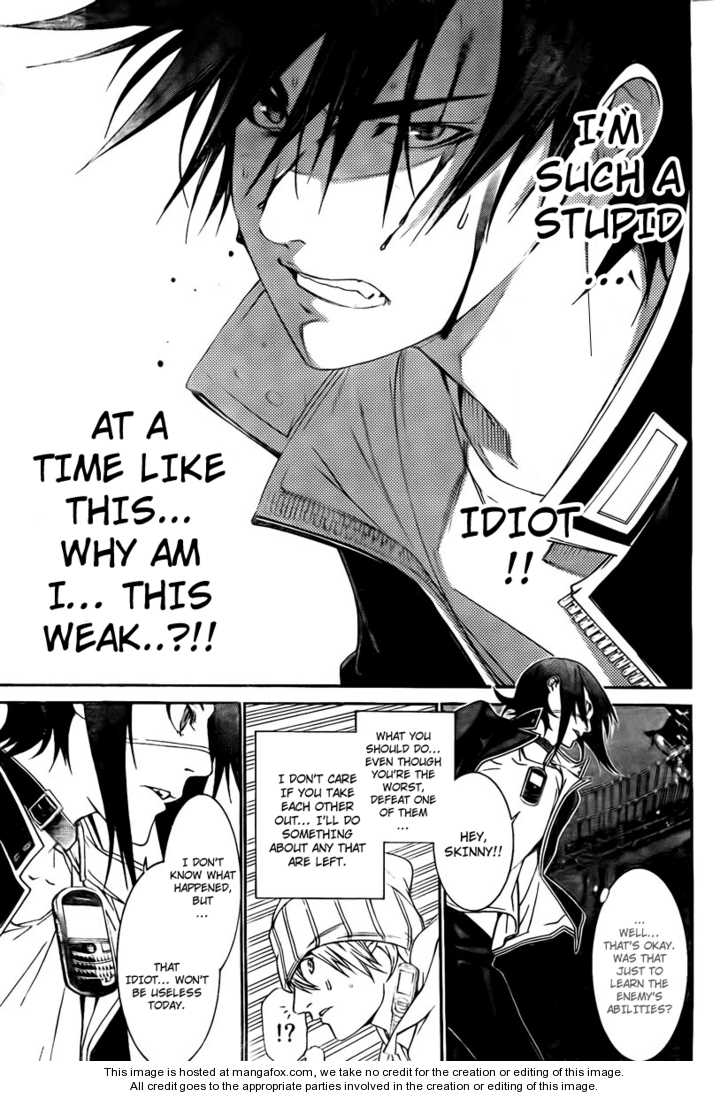 I'M
SUCH A
STUPID
....
IDIOT
!!
AT A
TIME LIKE
THIS...
WHY AM
I... THIS
WEAK..?!!
...
WELL...
THAT'S OKAY.
WAS THAT
JUST TO
LEARN THE
ENEMY'S
ABILITIES?
HEY,
SKINNY!!
WHAT YOU
SHOULD DO...
EVEN THOUGH
YOU'RE THE
WORST,
DEFEAT ONE
OF THEM
...
I DON'T CARE
IF YOU TAKE
EACH OTHER
OUT... I'LL DO
SOMETHING
ABOUT ANY THAT
ARE LEFT.
!?
I DON'T
KNOW WHAT
HAPPENED,
BUT
...
THAT
IDIOT... WON'T
BE USELESS
TODAY.
This image is hosted at mangafox.com, we take no credit for the creation or editing of this image.
All credit goes to the appropriate parties involved in the creation or editing of this image.